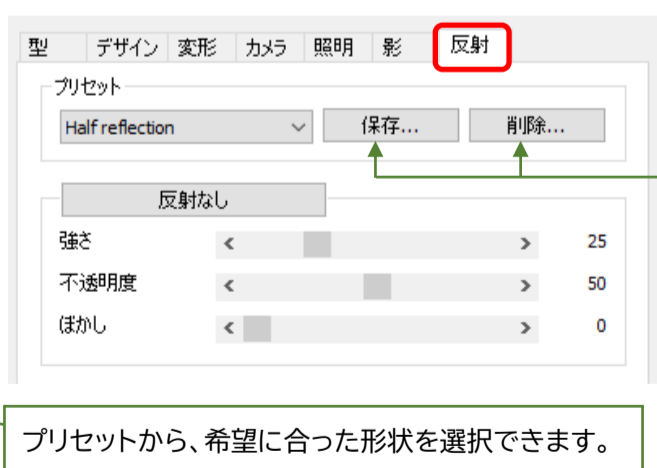 型 デザイン 変形 カメラ 照明 影 反射
プリセット
Half reflection 保存... 削除...
反射なし
強さ 25
不透明度 50
ぼかし 0
プリセットから、希望に合った形状を選択できます。